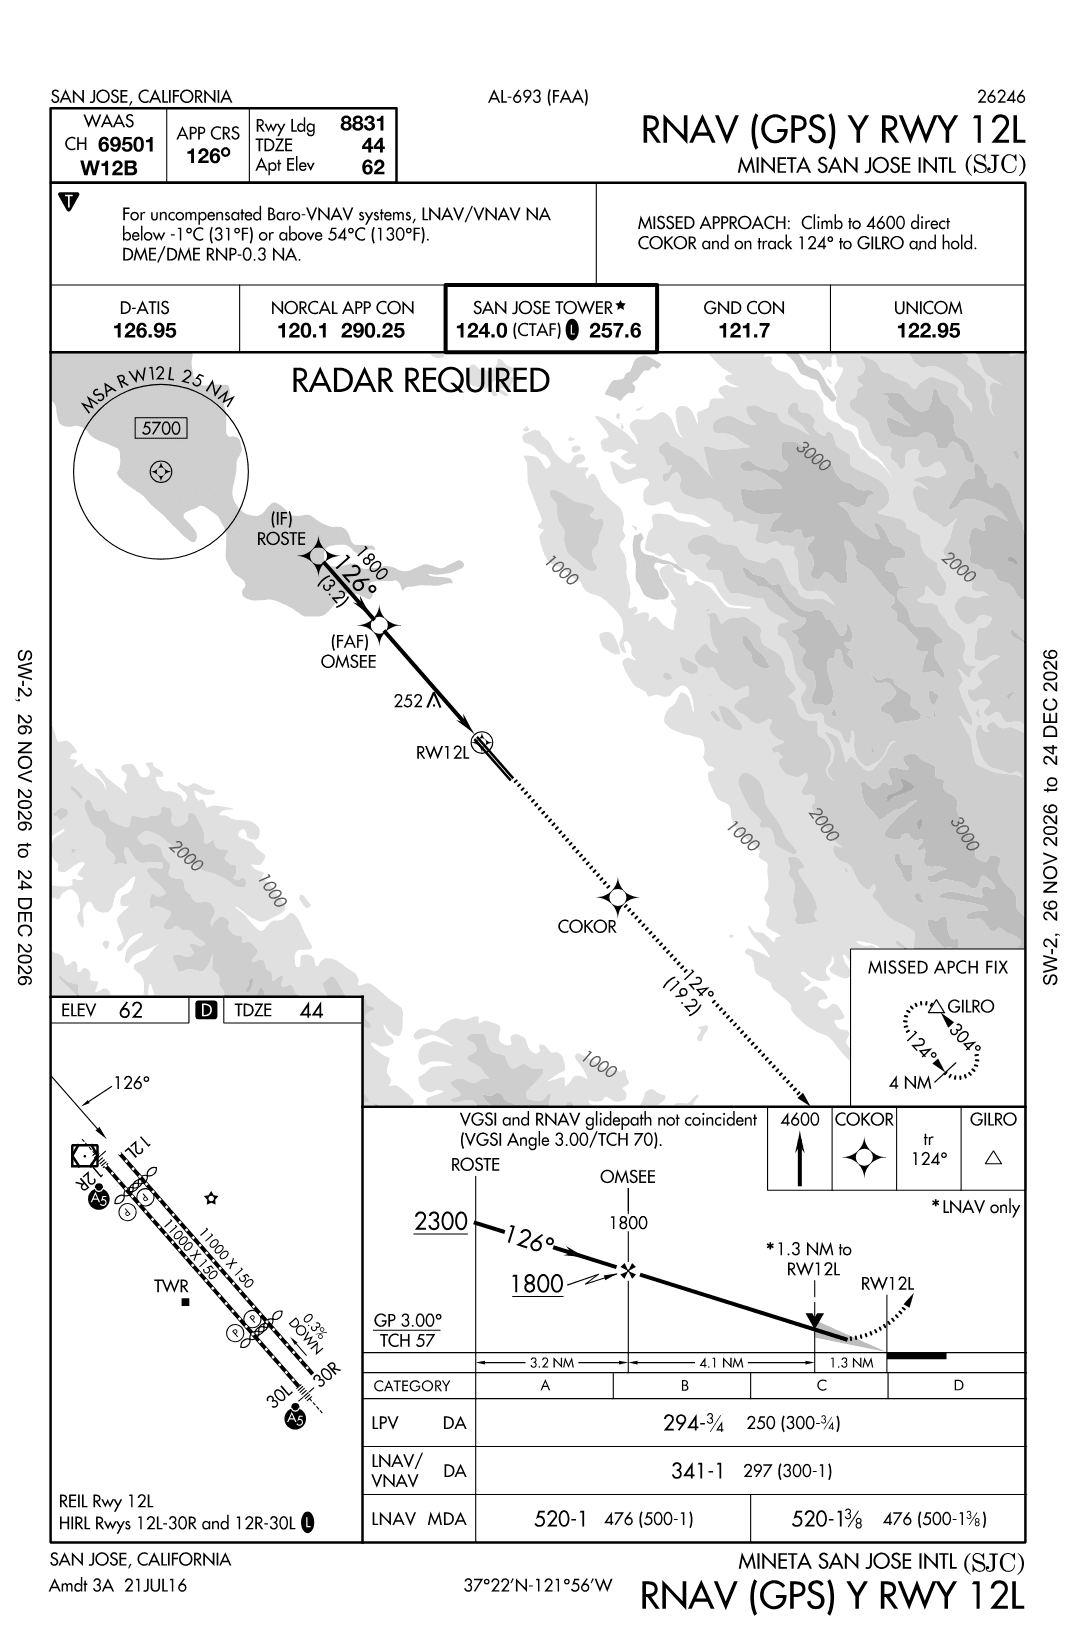 SAN JOSE, CALIFORNIA
AL-693 (FAA)
26246
WAAS
CH 69501
W12B
APP CRS
126°
Rwy Ldg 8831
TDZE 44
Apt Elev 62
RNAV (GPS) Y RWY 12L
MINETA SAN JOSE INTL (SJC)
T
For uncompensated Baro-VNAV systems, LNAV/VNAV NA
below -1°C (31°F) or above 54°C (130°F).
DME/DME RNP-0.3 NA.
MISSED APPROACH: Climb to 4600 direct
COKOR and on track 124° to GILRO and hold.
D-ATIS
126.95
NORCAL APP CON
120.1 290.25
SAN JOSE TOWER★
124.0 (CTAF) L 257.6
GND CON
121.7
UNICOM
122.95
RADAR REQUIRED
MSA RW12L 25 NM
5700
3000
(IF)
ROSTE
1800
126°
(3.2)
1000
2000
(FAF)
OMSEE
252
RW12L
2000
1000
1000
2000
3000
COKOR
124°
(19.2)
1000
MISSED APCH FIX
GILRO
304°
124°
4 NM
SW-2, 26 NOV 2026 to 24 DEC 2026
SW-2, 26 NOV 2026 to 24 DEC 2026
ELEV 62
D
TDZE 44
126°
12L
12R
A5
P
P
11000 X 150
11000 X 150
TWR
P
P
0.3%
DOWN
30R
30L
A5
REIL Rwy 12L
HIRL Rwys 12L-30R and 12R-30L L
VGSI and RNAV glidepath not coincident
(VGSI Angle 3.00/TCH 70).
4600
COKOR
tr
124°
GILRO
ROSTE
OMSEE
*LNAV only
2300
126°
1800
1800
*1.3 NM to
RW12L
RW12L
GP 3.00°
TCH 57
3.2 NM
4.1 NM
1.3 NM
CATEGORY A B C D
LPV DA 294-¾ 250 (300-¾)
LNAV/
VNAV DA 341-1 297 (300-1)
LNAV MDA 520-1 476 (500-1) 520-1⅜ 476 (500-1⅜)
SAN JOSE, CALIFORNIA
Amdt 3A 21JUL16
37°22'N-121°56'W
MINETA SAN JOSE INTL (SJC)
RNAV (GPS) Y RWY 12L